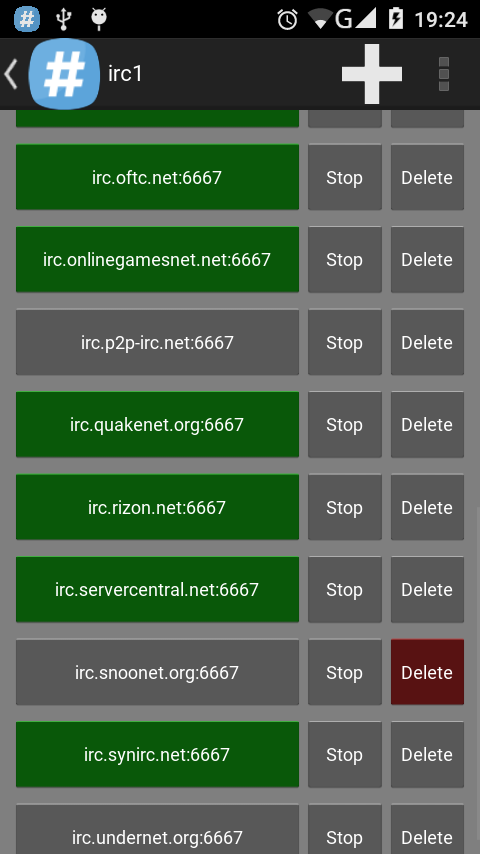 # G 19:24
# irc1
irc.oftc.net:6667 Stop Delete
irc.onlinegamesnet.net:6667 Stop Delete
irc.p2p-irc.net:6667 Stop Delete
irc.quakenet.org:6667 Stop Delete
irc.rizon.net:6667 Stop Delete
irc.servercentral.net:6667 Stop Delete
irc.snoonet.org:6667 Stop Delete
irc.synirc.net:6667 Stop Delete
irc.undernet.org:6667 Stop Delete